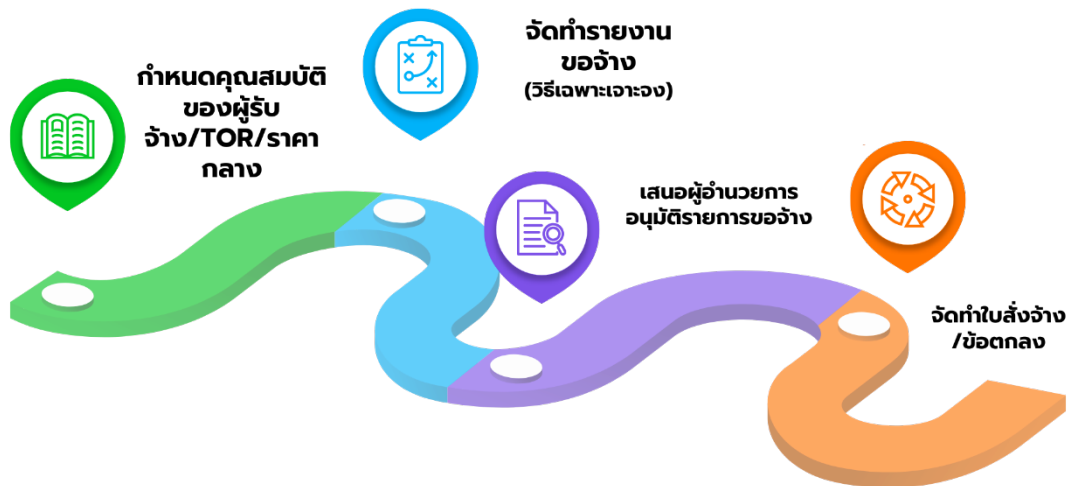 กำหนดคุณสมบัติ
ของผู้รับ
จ้าง/TOR/ราคา
กลาง
จัดทำรายงาน
ขอจ้าง
(วิธีเฉพาะเจาะจง)
เสนอผู้อำนวยการ
อนุมัติรายการขอจ้าง
จัดทำใบสั่งจ้าง
/ข้อตกลง